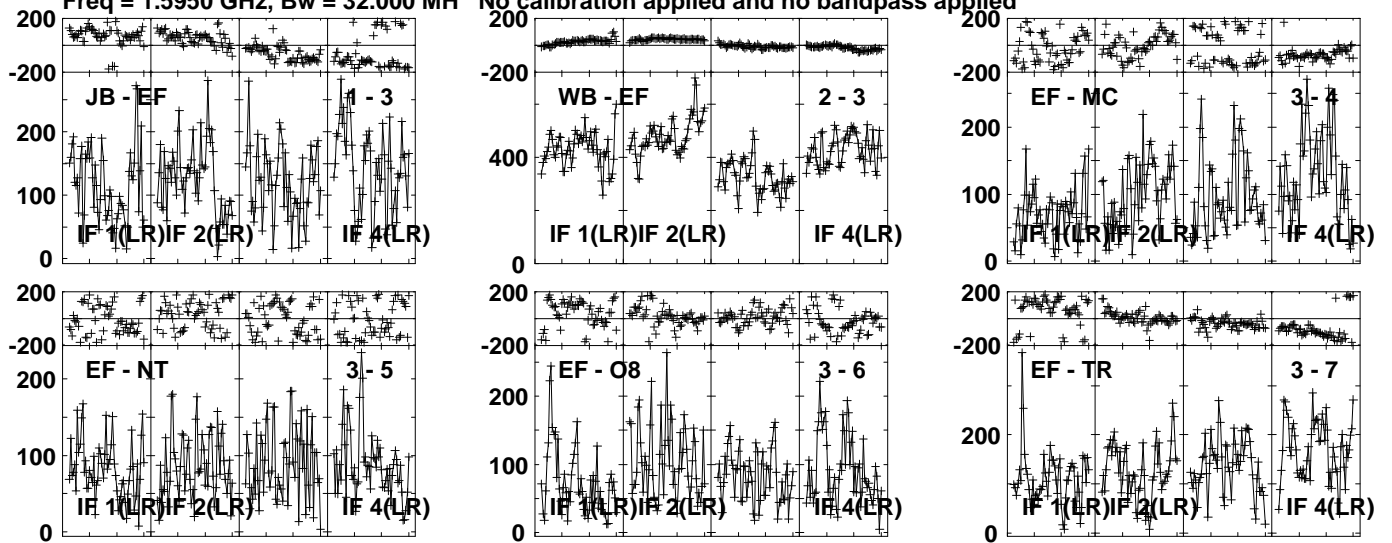 Freq = 1.5950 GHz, Bw = 32.000 MH No calibration applied and no bandpass applied
200
-200
JB - EF 1 - 3
200
100
0
IF 1(LR) IF 2(LR) IF 4(LR)
200
-200
WB - EF 2 - 3
400
0
IF 1(LR) IF 2(LR) IF 4(LR)
200
-200
EF - MC 3 - 4
200
100
0
IF 1(LR) IF 2(LR) IF 4(LR)
200
-200
EF - NT 3 - 5
200
100
0
IF 1(LR) IF 2(LR) IF 4(LR)
200
-200
EF - O8 3 - 6
200
100
0
IF 1(LR) IF 2(LR) IF 4(LR)
200
-200
EF - TR 3 - 7
200
0
IF 1(LR) IF 2(LR) IF 4(LR)